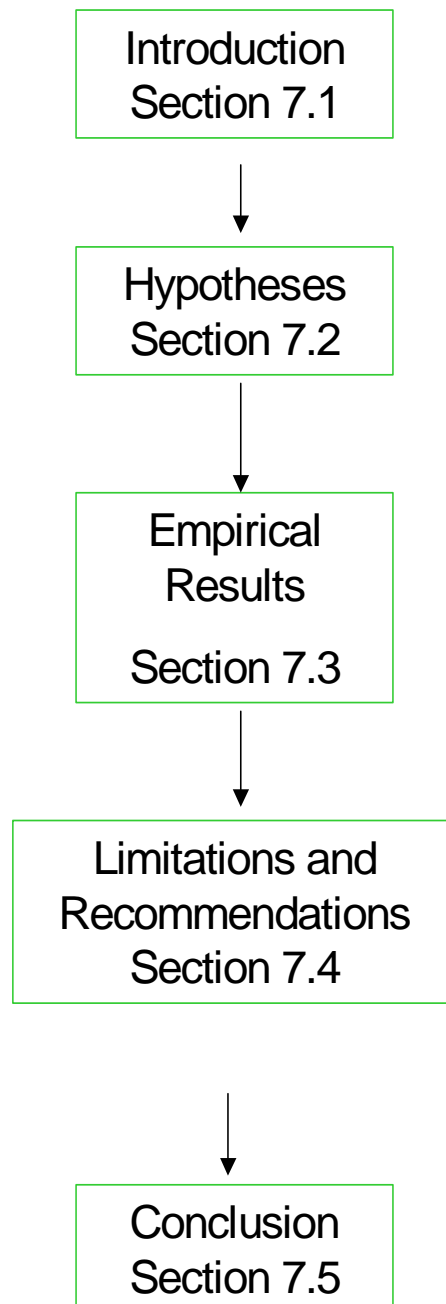 Introduction
Section 7.1
Hypotheses
Section 7.2
Empirical
Results
Section 7.3
Limitations and
Recommendations
Section 7.4
Conclusion
Section 7.5